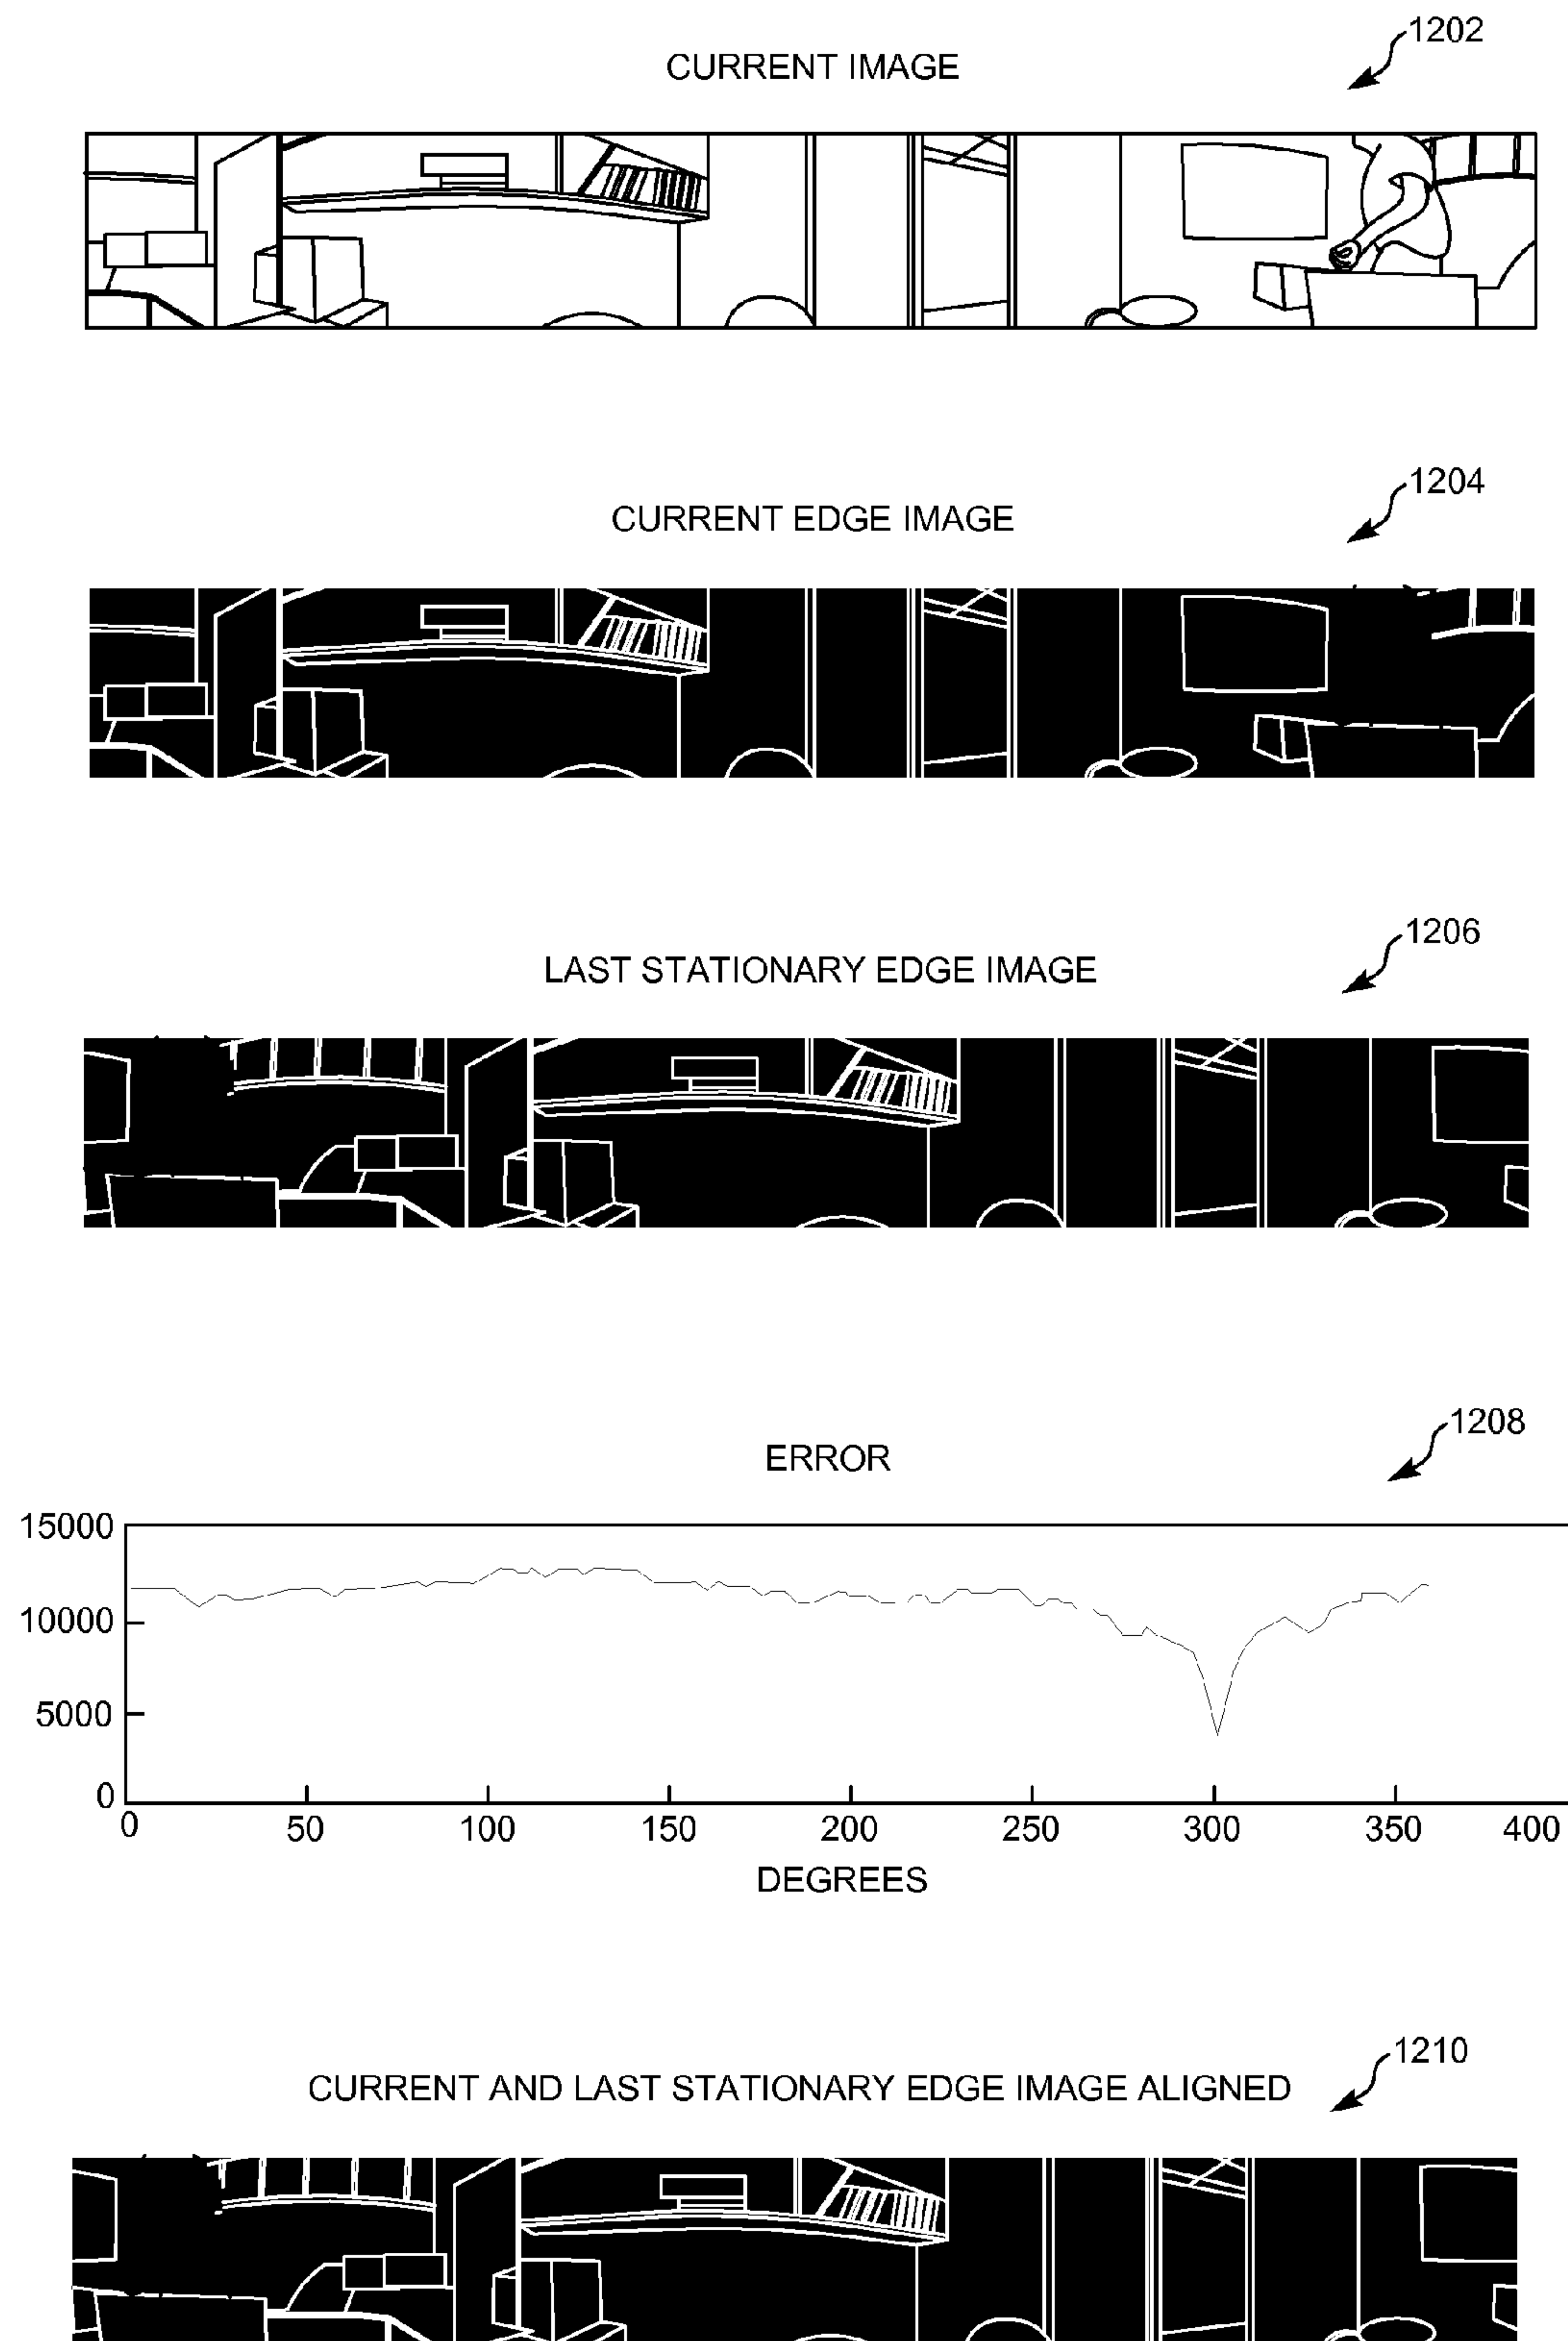 1202
CURRENT IMAGE
1204
CURRENT EDGE IMAGE
1206
LAST STATIONARY EDGE IMAGE
1208
ERROR
15000
10000
5000
0
0 50 100 150 200 250 300 350 400
DEGREES
1210
CURRENT AND LAST STATIONARY EDGE IMAGE ALIGNED